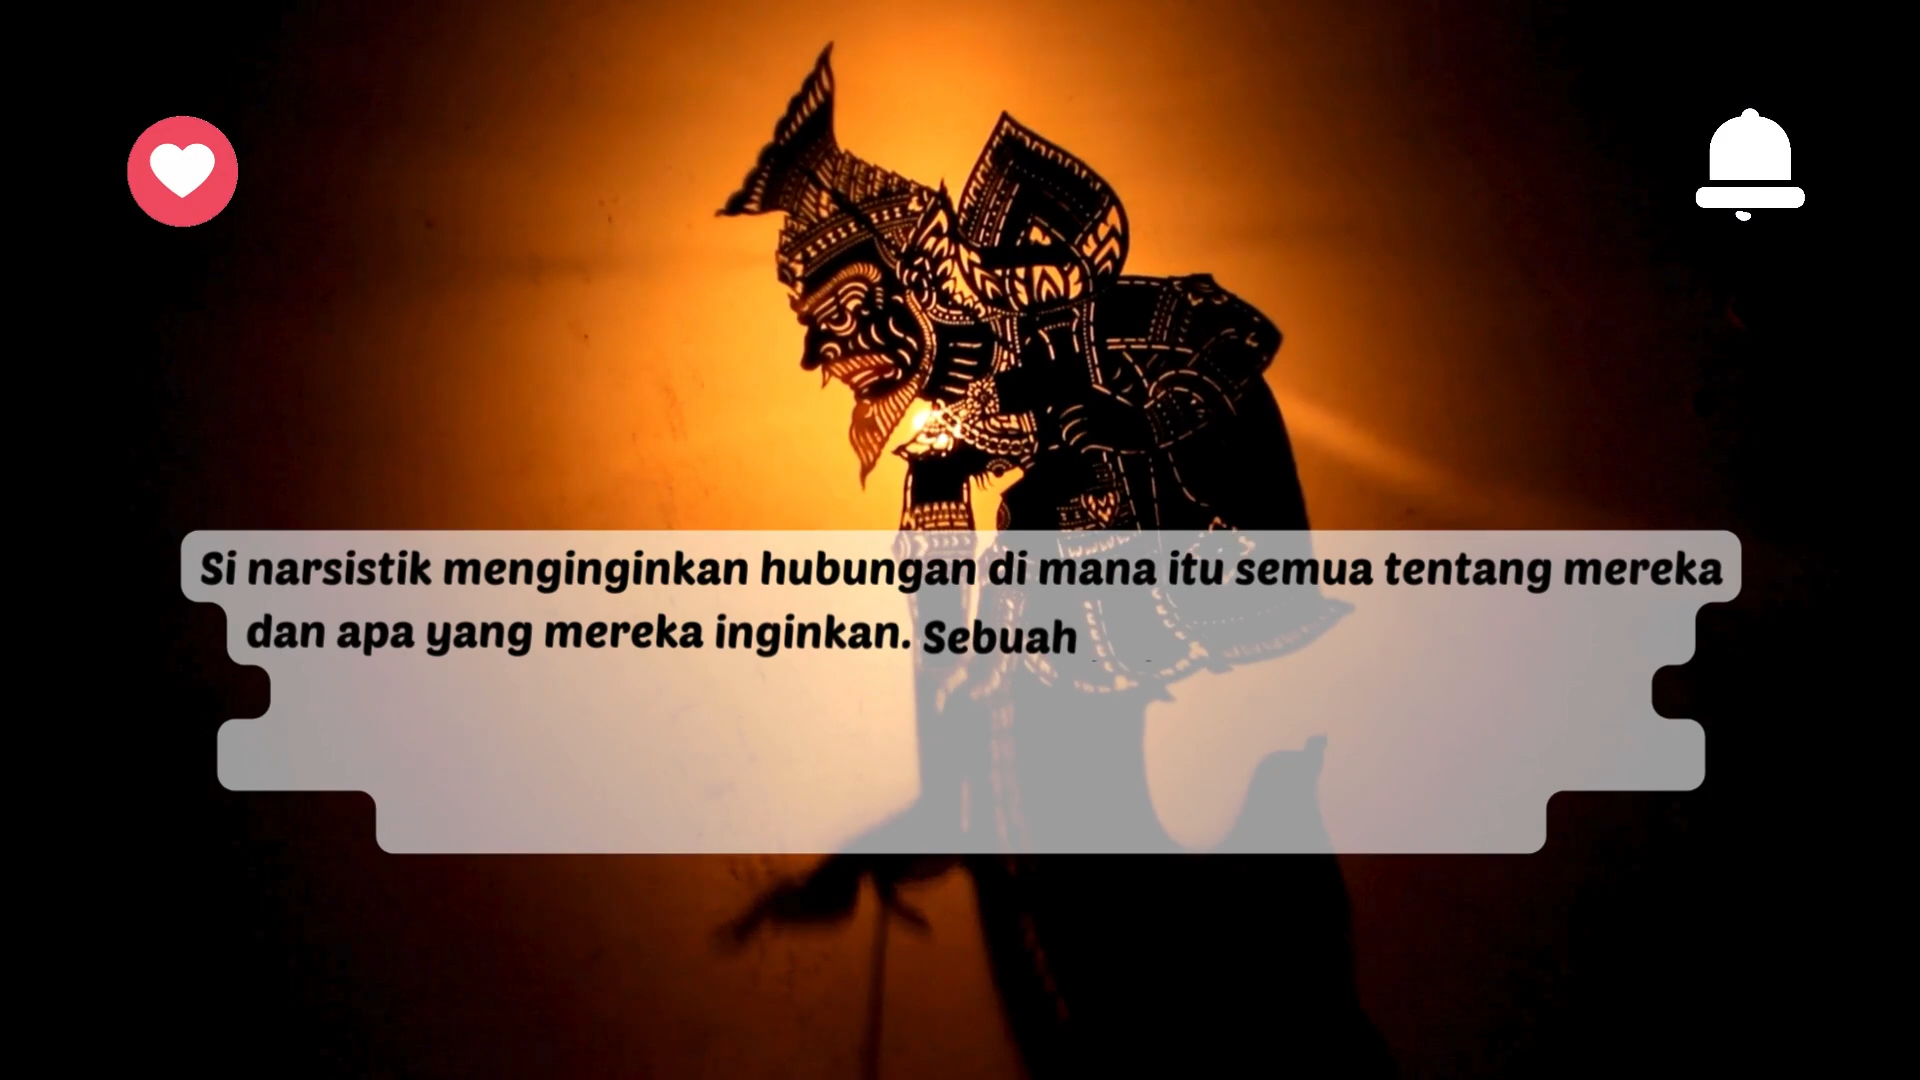 Si narsistik menginginkan hubungan di mana itu semua tentang mereka
dan apa yang mereka inginkan. Sebuah